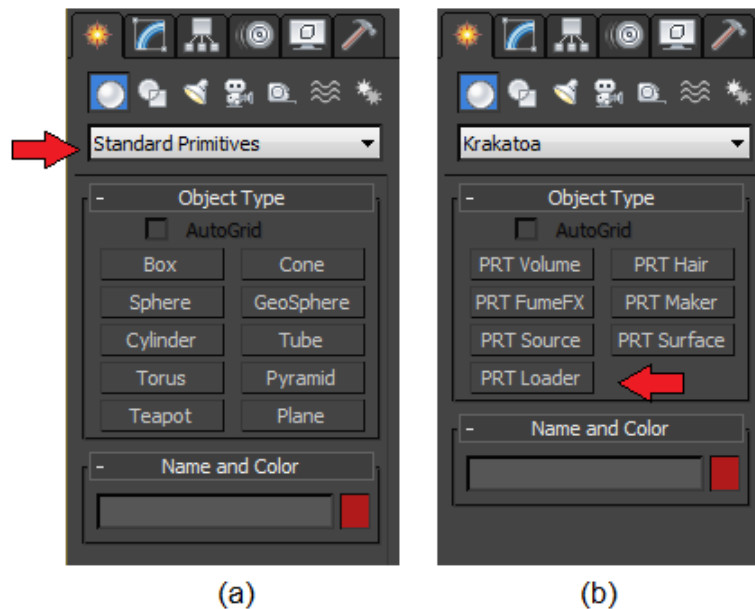 Standard Primitives
- Object Type
AutoGrid
Box Cone
Sphere GeoSphere
Cylinder Tube
Torus Pyramid
Teapot Plane
- Name and Color
(a)
Krakatoa
- Object Type
AutoGrid
PRT Volume PRT Hair
PRT FumeFX PRT Maker
PRT Source PRT Surface
PRT Loader
- Name and Color
(b)